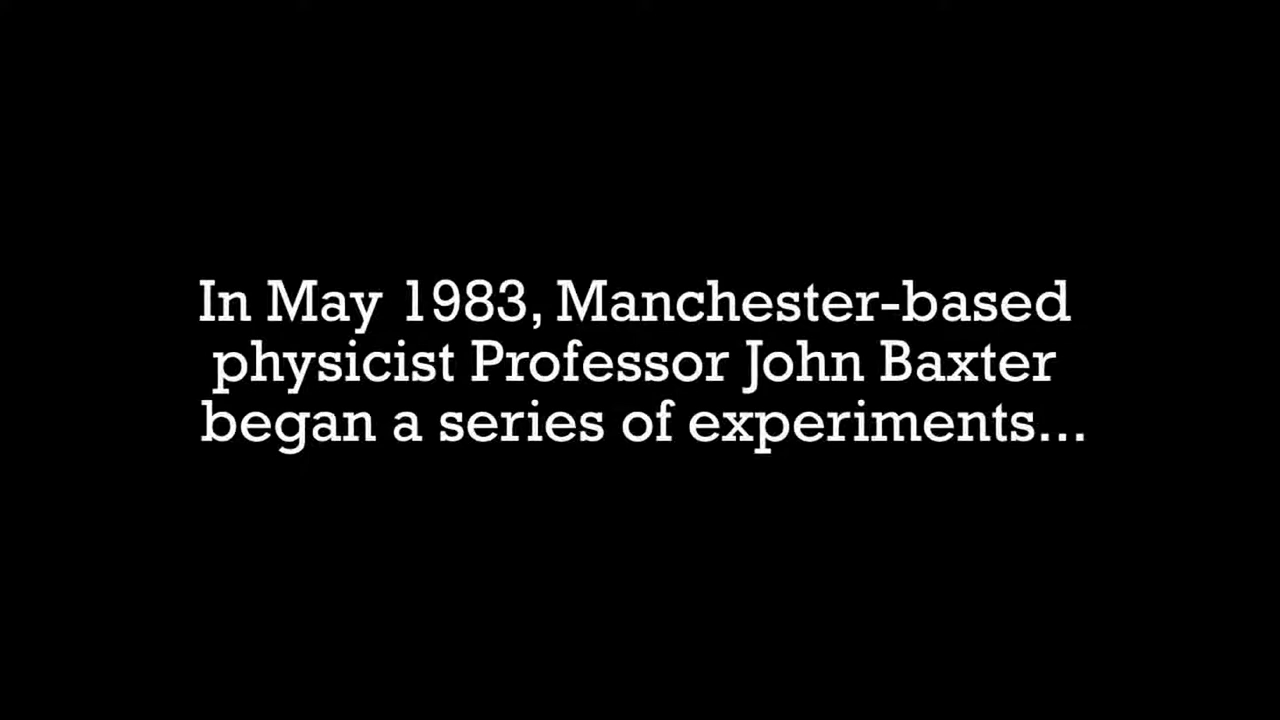 In May 1983, Manchester-based
physicist Professor John Baxter
began a series of experiments...